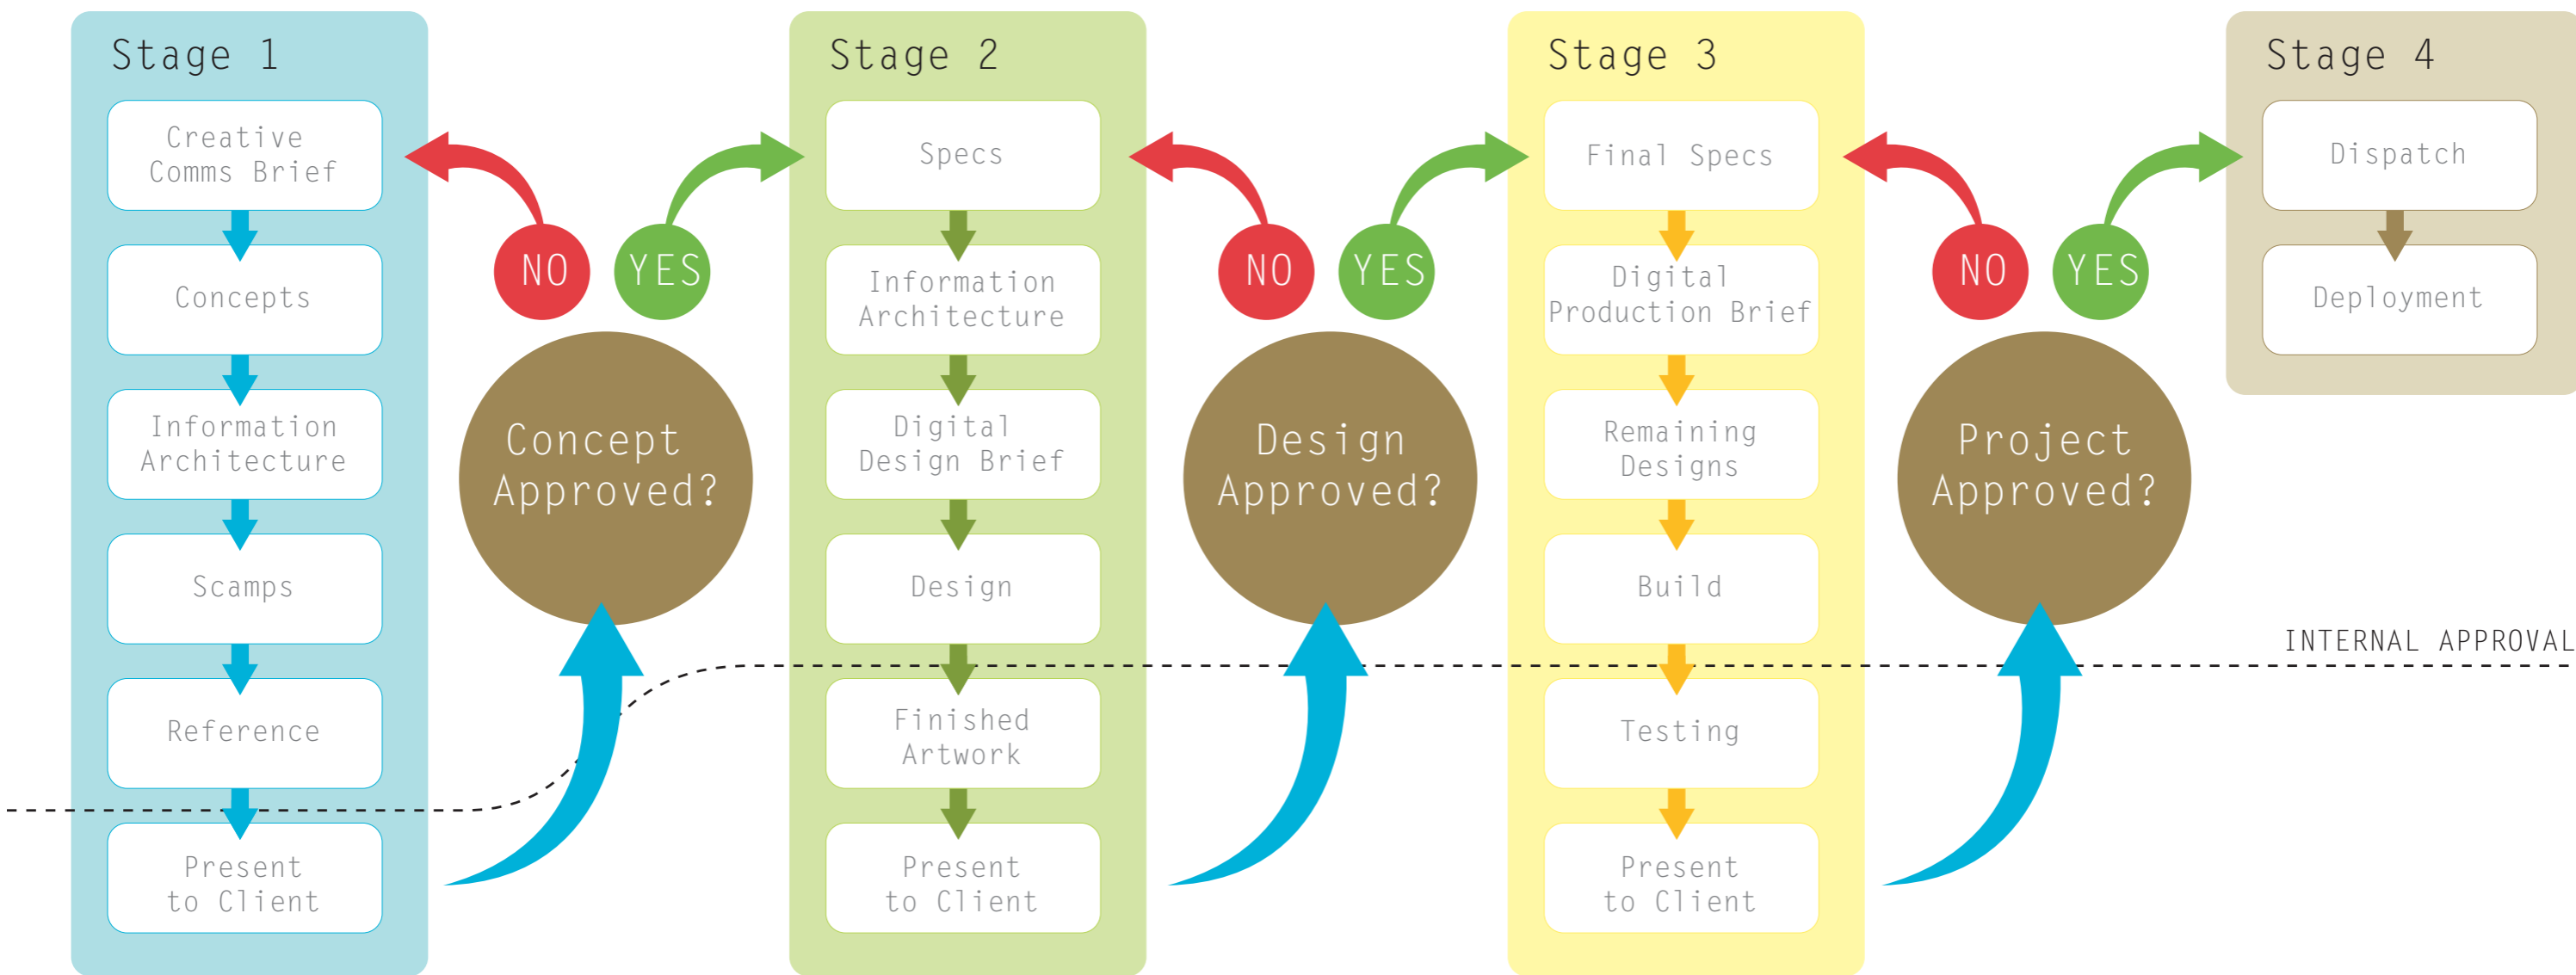 Stage 1
Creative
Comms Brief
Concepts
Information
Architecture
Scamps
Reference
Present
to Client
NO
YES
Concept
Approved?
Stage 2
Specs
Information
Architecture
Digital
Design Brief
Design
Finished
Artwork
Present
to Client
NO
YES
Design
Approved?
Stage 3
Final Specs
Digital
Production Brief
Remaining
Designs
Build
Testing
Present
to Client
NO
YES
Project
Approved?
Stage 4
Dispatch
Deployment
INTERNAL APPROVAL